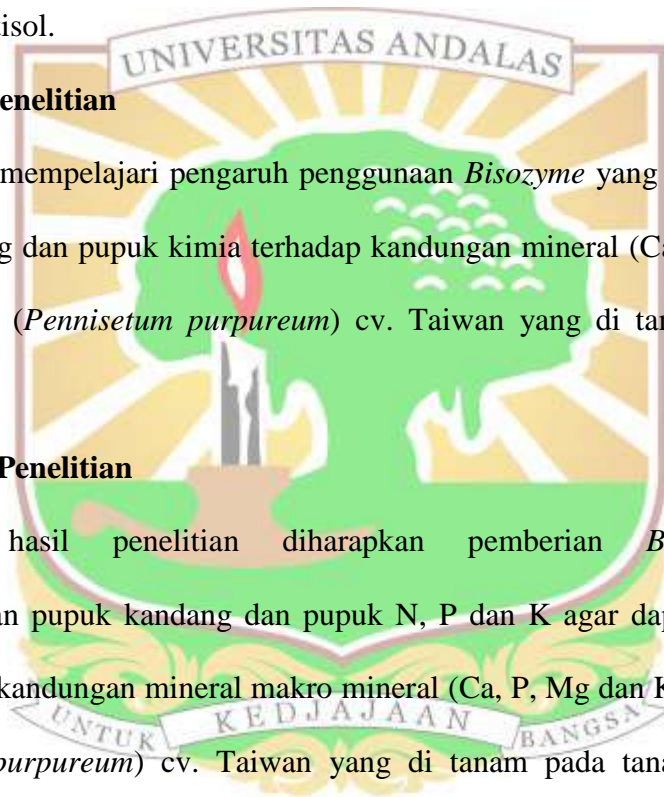 tisol.
UNIVERSITAS ANDALAS
enelitian
mempelajari pengaruh penggunaan Bisozyme yang
g dan pupuk kimia terhadap kandungan mineral (Ca
(Pennisetum purpureum) cv. Taiwan yang di tan
Penelitian
hasil penelitian diharapkan pemberian B
an pupuk kandang dan pupuk N, P dan K agar dap
kandungan mineral makro mineral (Ca, P, Mg dan K
UNTUK KEDJAJAAN BANGSA
purpureum) cv. Taiwan yang di tanam pada tana